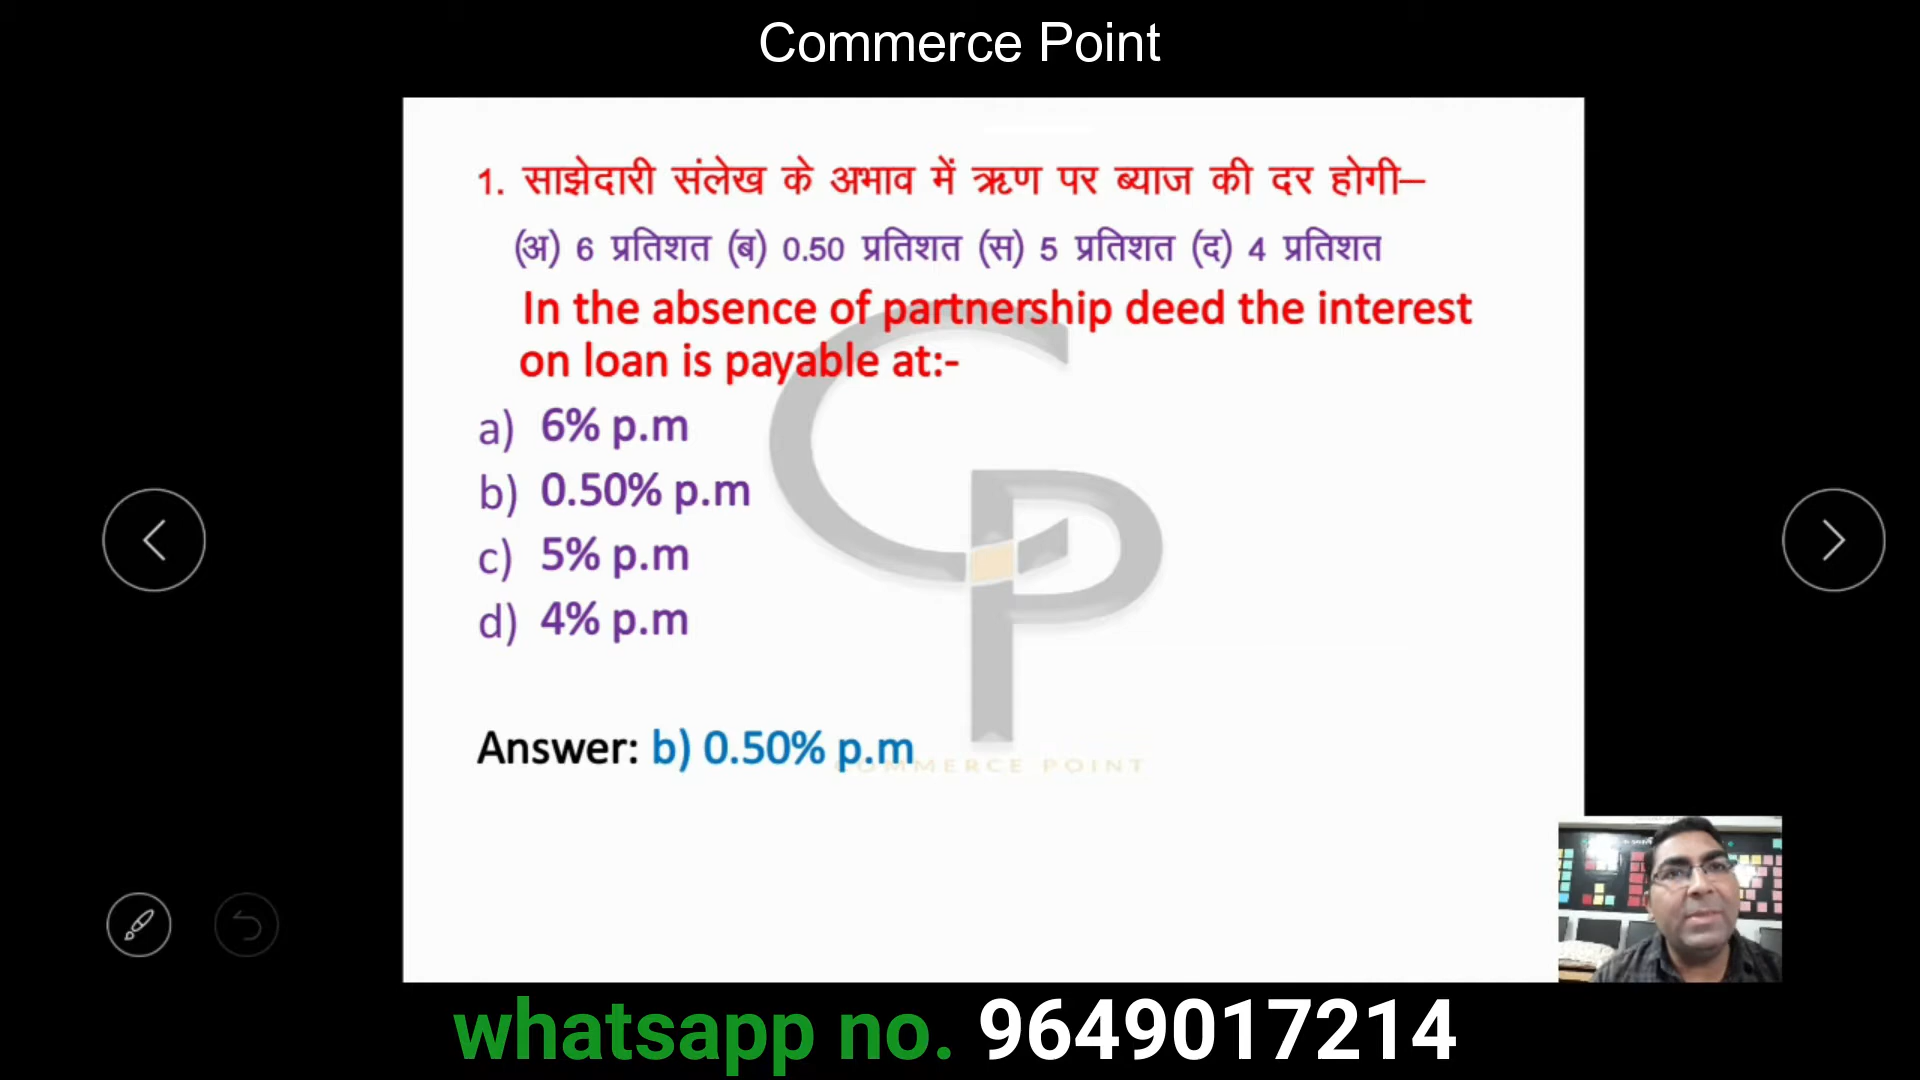 Commerce Point
1. साझेदारी संलेख के अभाव में ऋण पर ब्याज की दर होगी–
(अ) 6 प्रतिशत (ब) 0.50 प्रतिशत (स) 5 प्रतिशत (द) 4 प्रतिशत
In the absence of partnership deed the interest
on loan is payable at:-
a) 6% p.m
b) 0.50% p.m
c) 5% p.m
d) 4% p.m
Answer: b) 0.50% p.m
COMMERCE POINT
whatsapp no. 9649017214